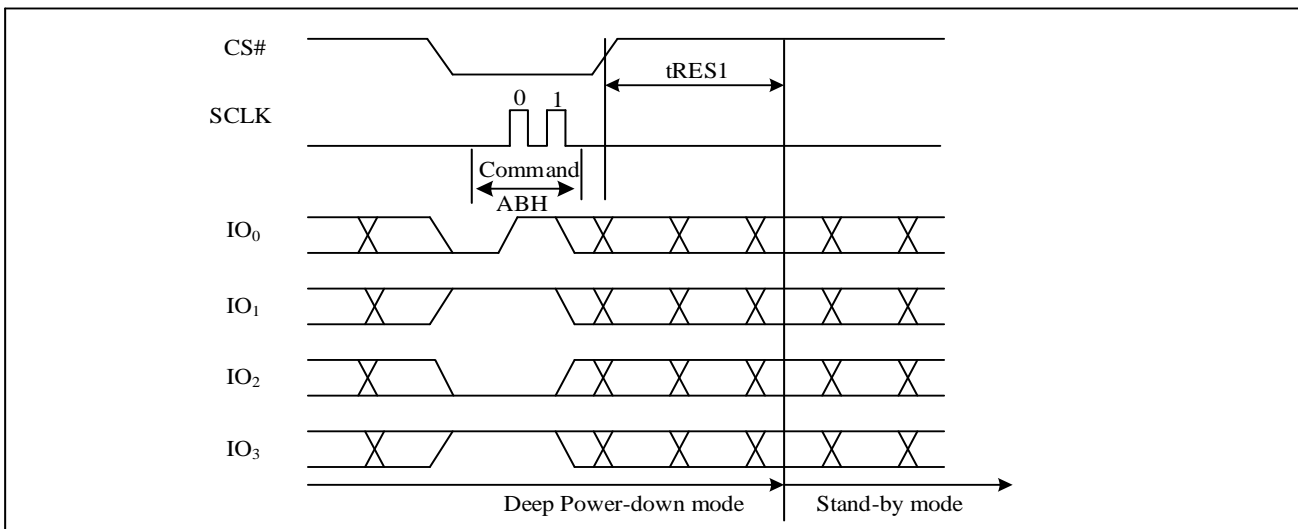 CS#
tRES1
0 1
SCLK
Command
ABH
IO₀
IO₁
IO₂
IO₃
Deep Power-down mode Stand-by mode